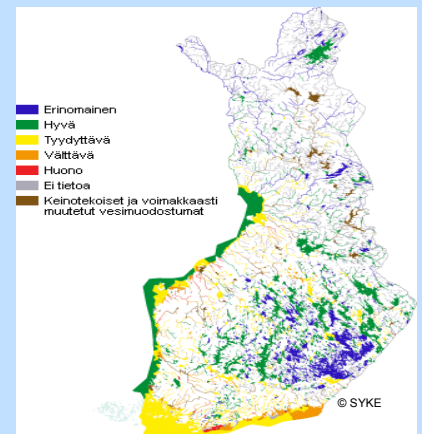 Erinomainen
Hyvä
Tyydyttävä
Välttävä
Huono
Ei tietoa
Keinotekoiset ja voimakkaasti
muutetut vesimuodostumat
© SYKE